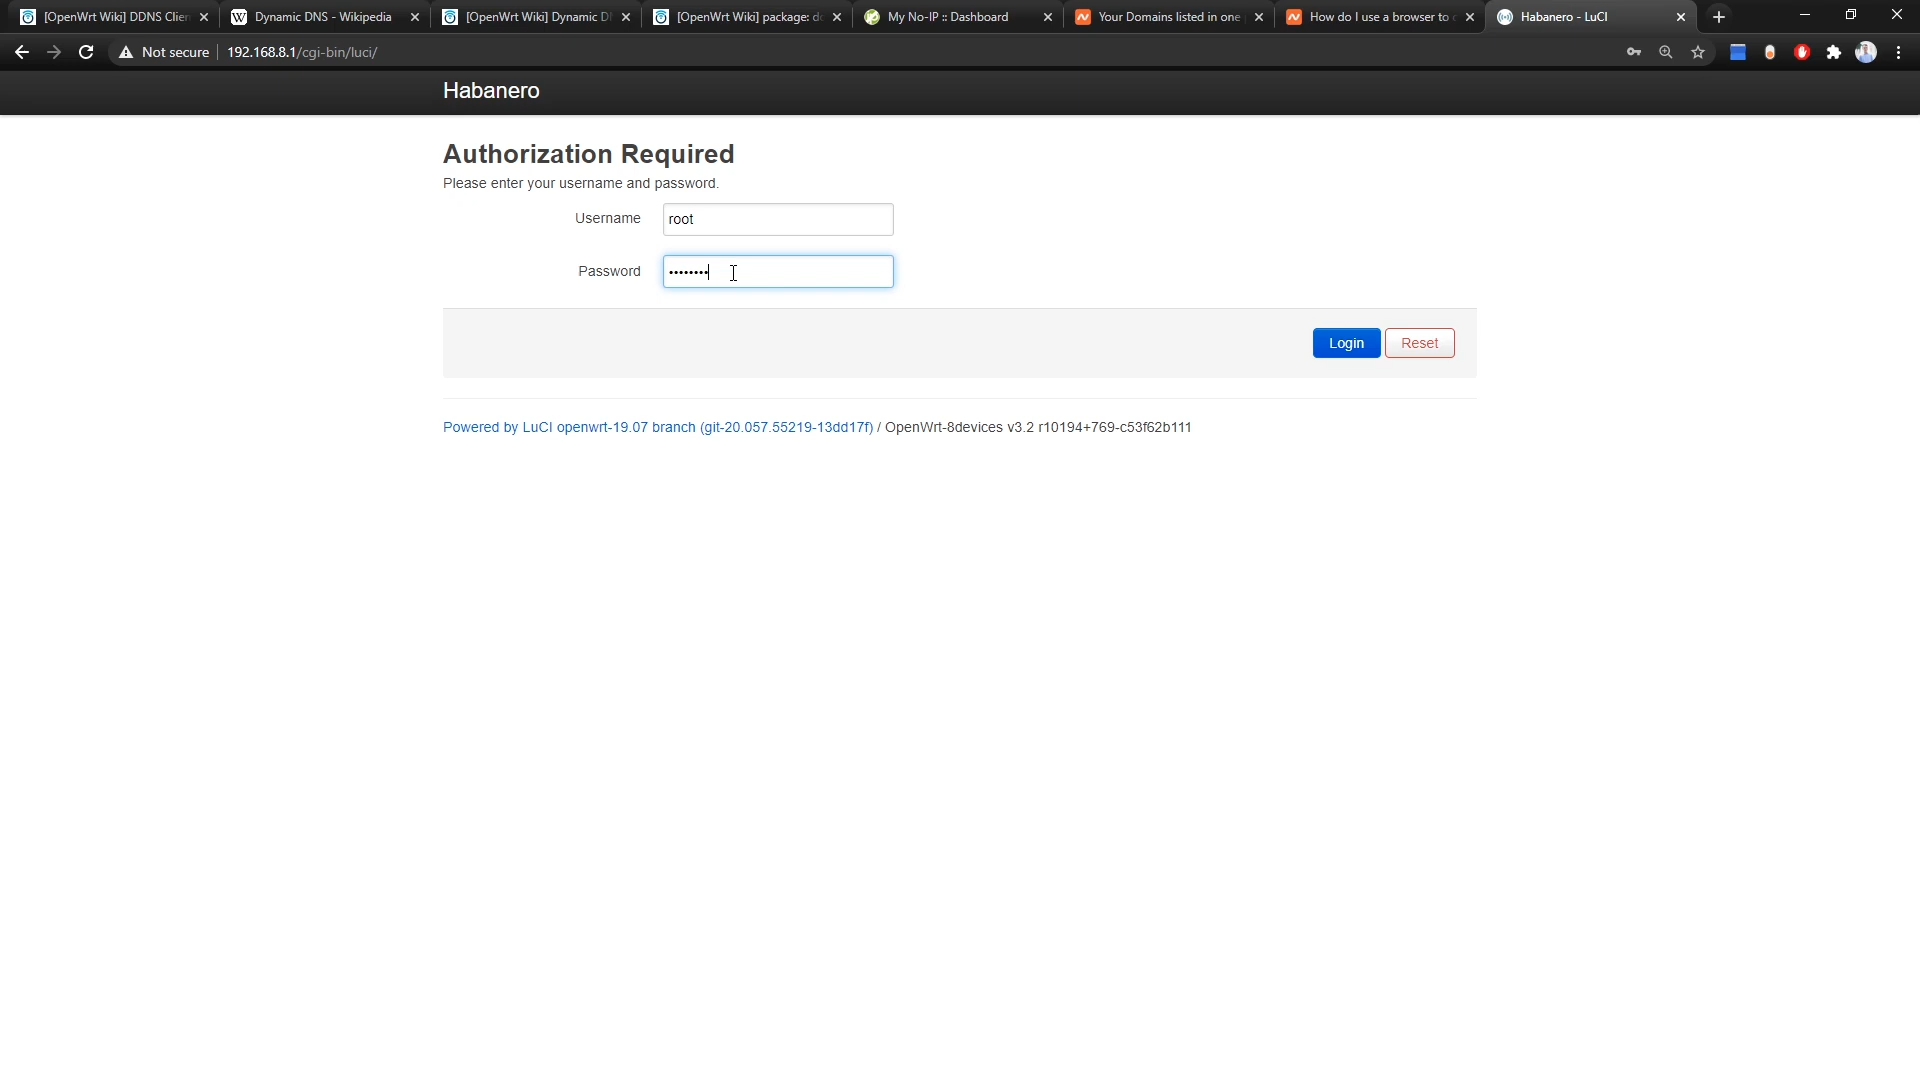 [OpenWrt Wiki] DDNS Clien
Dynamic DNS - Wikipedia
[OpenWrt Wiki] Dynamic D
[OpenWrt Wiki] package: d
My No-IP :: Dashboard
Your Domains listed in one
How do I use a browser to
Habanero - LuCI
Not secure
192.168.8.1/cgi-bin/luci/
Habanero
Authorization Required
Please enter your username and password.
Username
root
Password
••••••••
Login
Reset
Powered by LuCI openwrt-19.07 branch (git-20.057.55219-13dd17f) / OpenWrt-8devices v3.2 r10194+769-c53f62b111